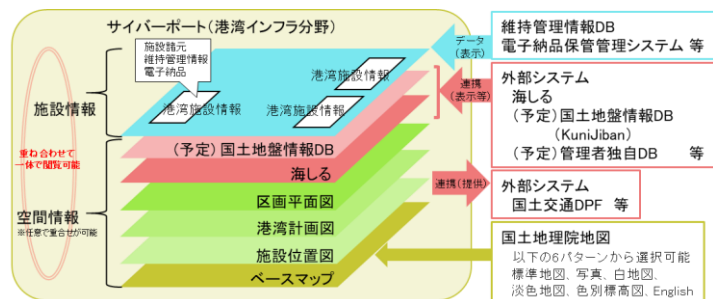 サイバーポート(港湾インフラ分野)
施設諸元
維持管理情報
電子納品
港湾施設情報
港湾施設情報
港湾施設情報
施設情報
重ね合わせて
一体で閲覧可能
空間情報
※任意で重合せが可能
(予定)国土地盤情報DB
海しる
区画平面図
港湾計画図
施設位置図
ベースマップ
データ
(表示)
維持管理情報DB
電子納品保管管理システム 等
連携
(表示等)
外部システム
海しる
(予定)国土地盤情報DB
(KuniJiban)
(予定)管理者独自DB 等
連携(提供)
外部システム
国土交通DPF 等
国土地理院地図
以下の6パターンから選択可能
標準地図、写真、白地図、
淡色地図、色別標高図、English